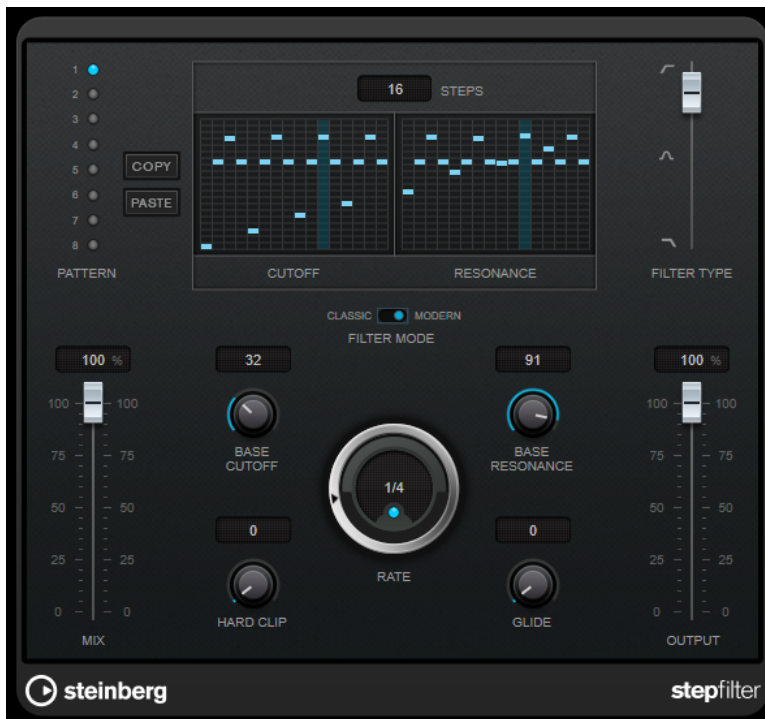 1
2
3
4
5
6
7
8
PATTERN
COPY
PASTE
16 STEPS
CUTOFF RESONANCE
FILTER TYPE
CLASSIC MODERN
FILTER MODE
100 %
100 100
75 75
50 50
25 25
0 0
MIX
32
BASE
CUTOFF
0
HARD CLIP
1/4
RATE
91
BASE
RESONANCE
0
GLIDE
100 %
100 100
75 75
50 50
25 25
0 0
OUTPUT
steinberg
stepfilter